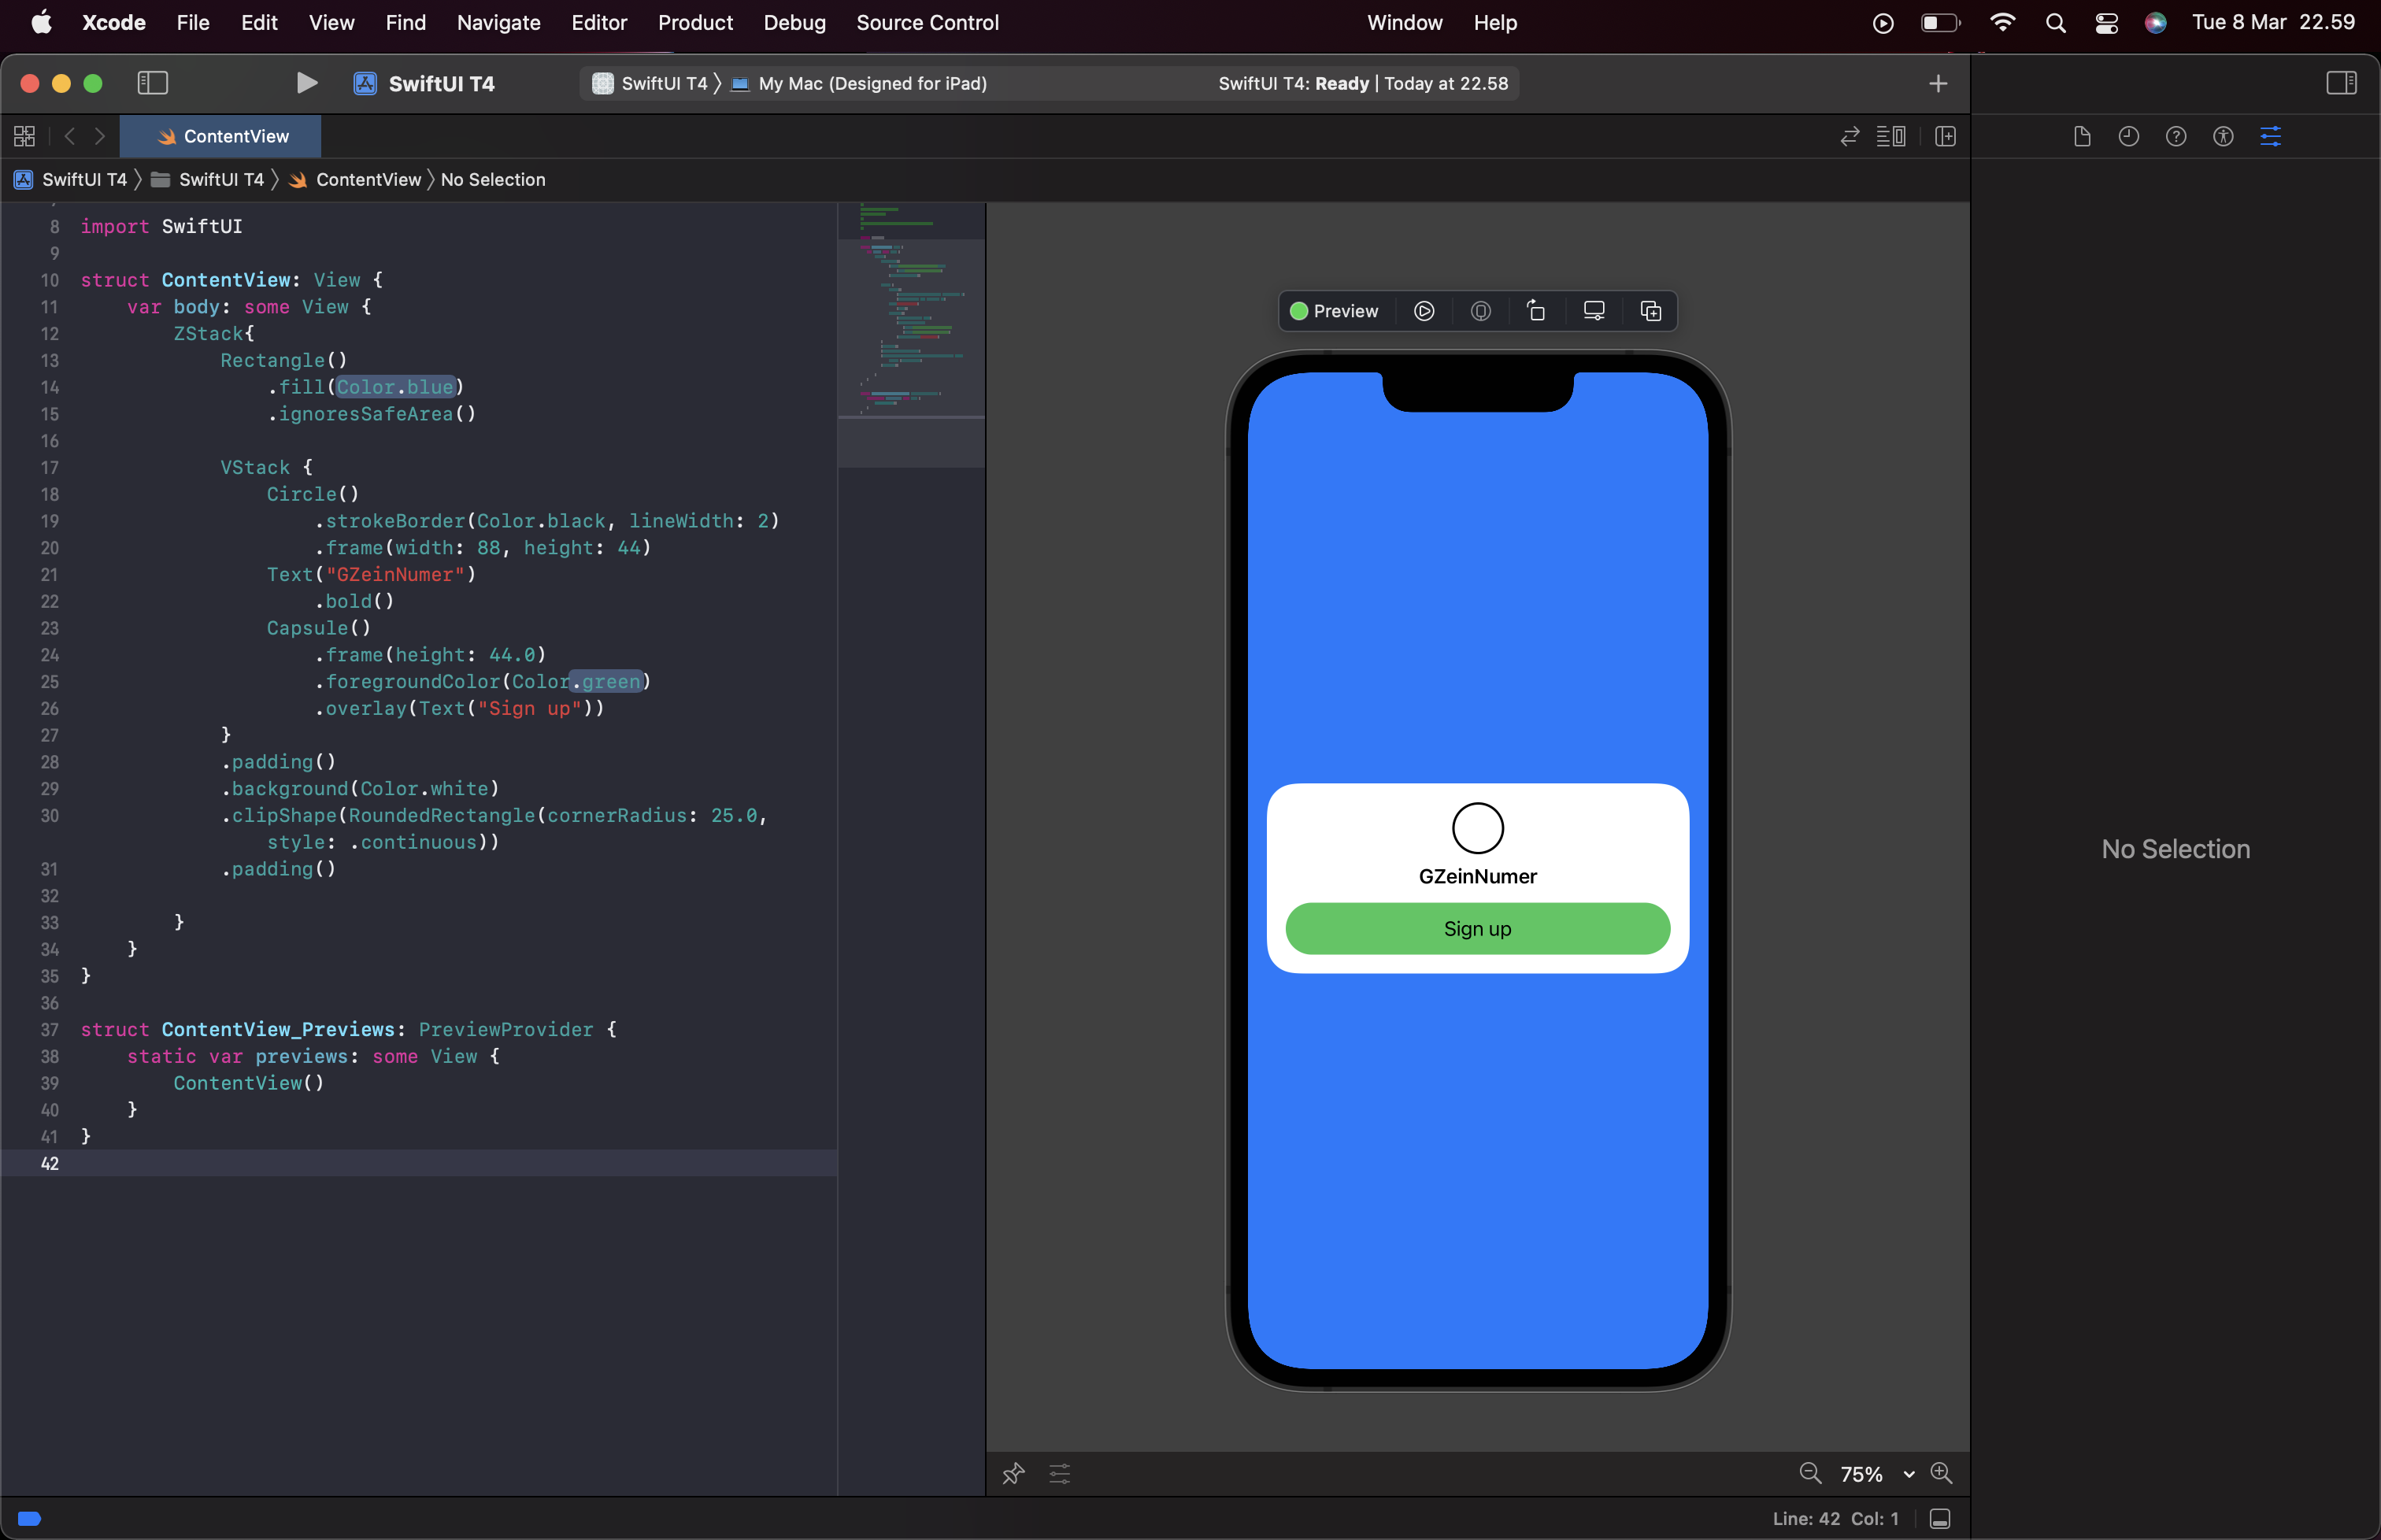 Xcode File Edit View Find Navigate Editor Product Debug Source Control Window Help Tue 8 Mar 22.59
SwiftUI T4 SwiftUI T4 My Mac (Designed for iPad) SwiftUI T4: Ready | Today at 22.58
ContentView
SwiftUI T4 SwiftUI T4 ContentView No Selection
8 import SwiftUI
9
10 struct ContentView: View {
11     var body: some View {
12         ZStack{
13             Rectangle()
14                 .fill(Color.blue)
15                 .ignoresSafeArea()
16
17             VStack {
18                 Circle()
19                     .strokeBorder(Color.black, lineWidth: 2)
20                     .frame(width: 88, height: 44)
21                 Text("GZeinNumer")
22                     .bold()
23                 Capsule()
24                     .frame(height: 44.0)
25                     .foregroundColor(Color.green)
26                     .overlay(Text("Sign up"))
27             }
28             .padding()
29             .background(Color.white)
30             .clipShape(RoundedRectangle(cornerRadius: 25.0,
                style: .continuous))
31             .padding()
32
33         }
34     }
35 }
36
37 struct ContentView_Previews: PreviewProvider {
38     static var previews: some View {
39         ContentView()
40     }
41 }
42
Preview
GZeinNumer
Sign up
No Selection
75%
Line: 42 Col: 1